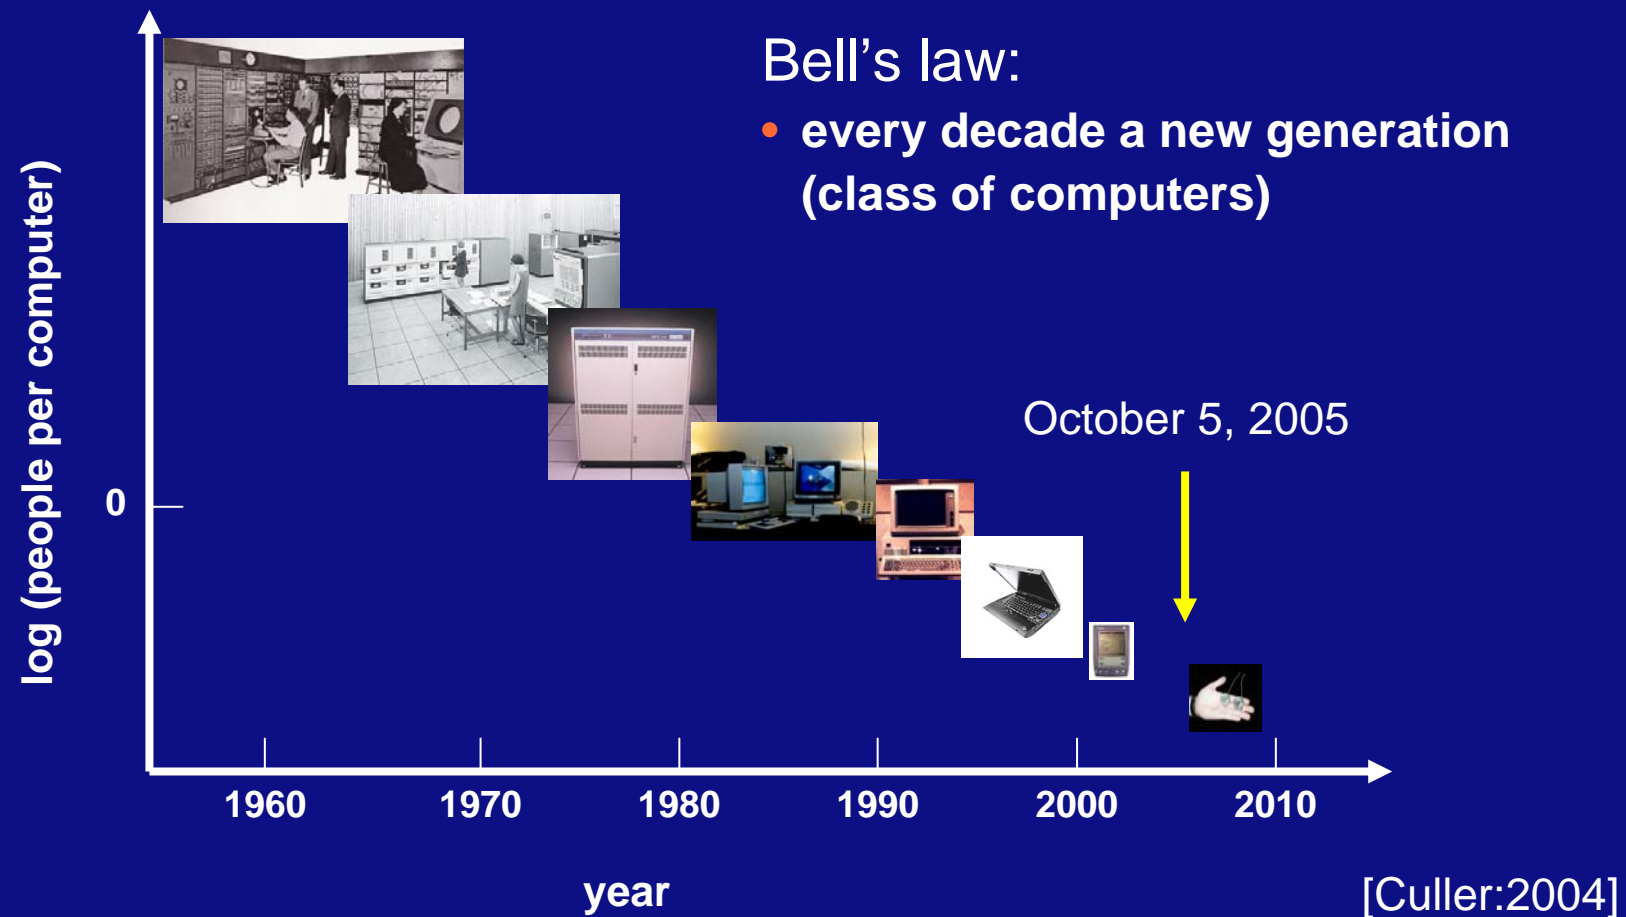 Bell’s law:
• every decade a new generation
(class of computers)
October 5, 2005
log (people per computer)
0
1960 1970 1980 1990 2000 2010
year
[Culler:2004]